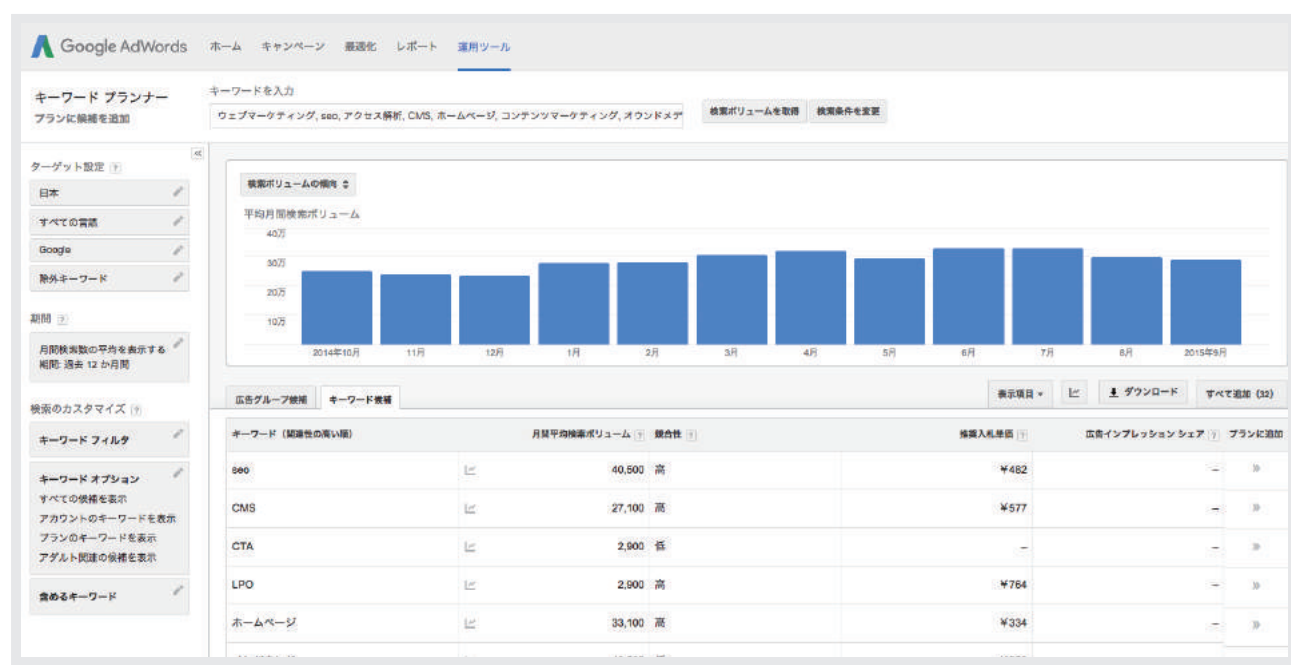 Google AdWords ホーム キャンペーン 最適化 レポート 運用ツール
キーワード プランナー
プランに候補を追加
キーワードを入力
ウェブマーケティング, seo, アクセス解析, CMS, ホームページ, コンテンツマーケティング, オウンドメデ
検索ボリュームを取得 検索条件を変更
ターゲット設定 ?
日本
すべての言語
Google
除外キーワード
期間 ?
月間検索数の平均を表示する
期間: 過去 12 か月間
検索のカスタマイズ ?
キーワード フィルタ
キーワード オプション
すべての候補を表示
アカウントのキーワードを表示
プランのキーワードを表示
アダルト関連の候補を表示
含めるキーワード
検索ボリュームの傾向
平均月間検索ボリューム
40万
30万
20万
10万
2014年10月 11月 12月 1月 2月 3月 4月 5月 6月 7月 8月 2015年9月
広告グループ候補 キーワード候補
表示項目 ダウンロード すべて追加 (32)
キーワード（関連性の高い順） 月間平均検索ボリューム ? 競合性 ? 推奨入札単価 ? 広告インプレッション シェア ? プランに追加
seo 40,500 高 ¥482 – »
CMS 27,100 高 ¥577 – »
CTA 2,900 低 – – »
LPO 2,900 高 ¥764 – »
ホームページ 33,100 高 ¥334 – »